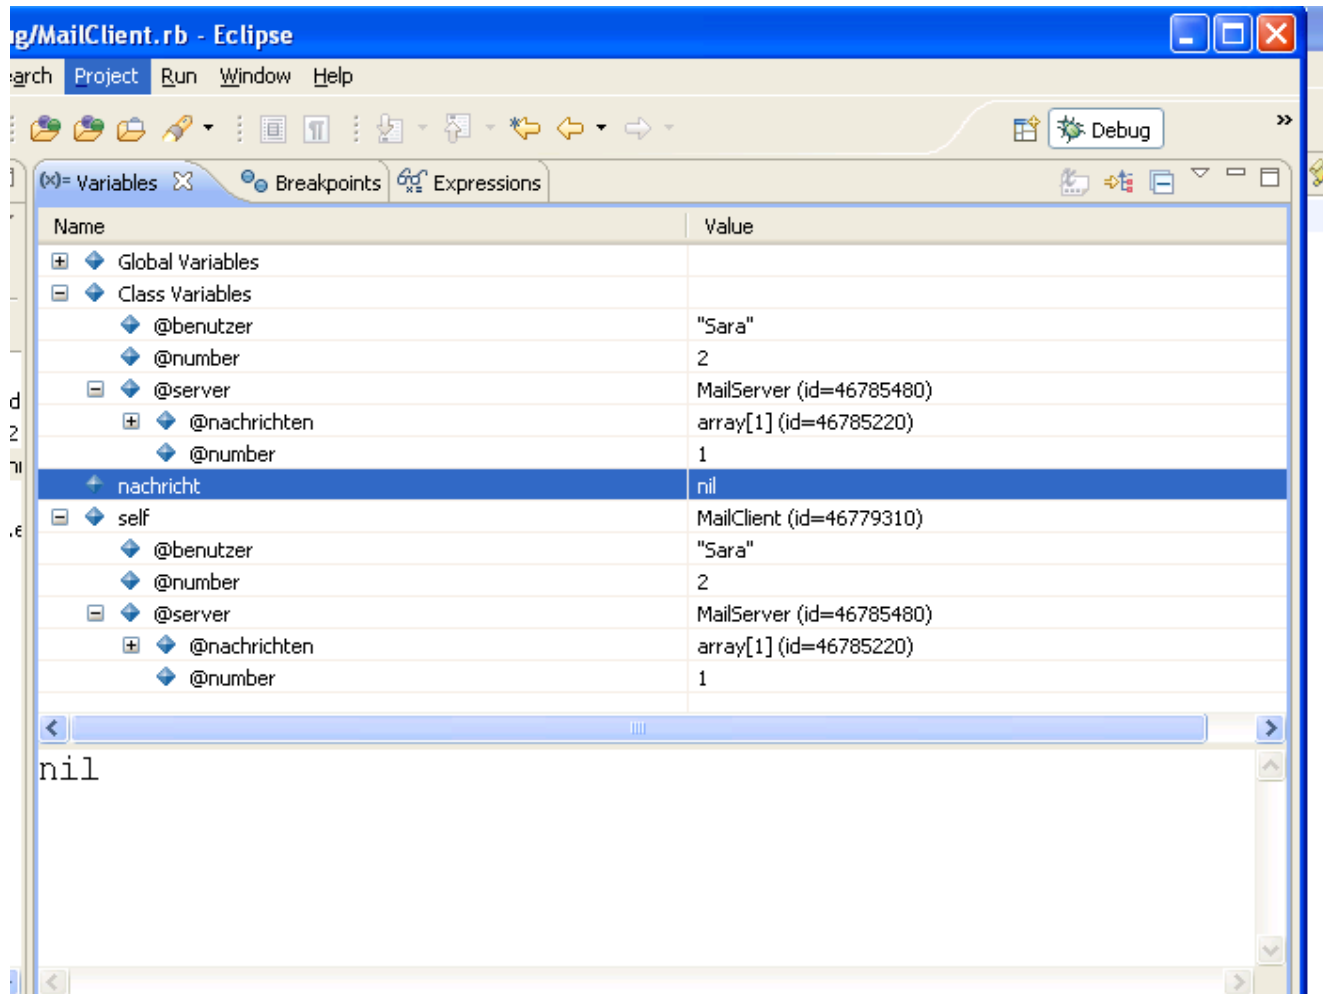 g/MailClient.rb - Eclipse
arch Project Run Window Help
Debug »
(x)= Variables Breakpoints Expressions
Name Value
Global Variables
Class Variables
@benutzer "Sara"
@number 2
@server MailServer (id=46785480)
@nachrichten array[1] (id=46785220)
@number 1
nachricht nil
self MailClient (id=46779310)
@benutzer "Sara"
@number 2
@server MailServer (id=46785480)
@nachrichten array[1] (id=46785220)
@number 1
nil